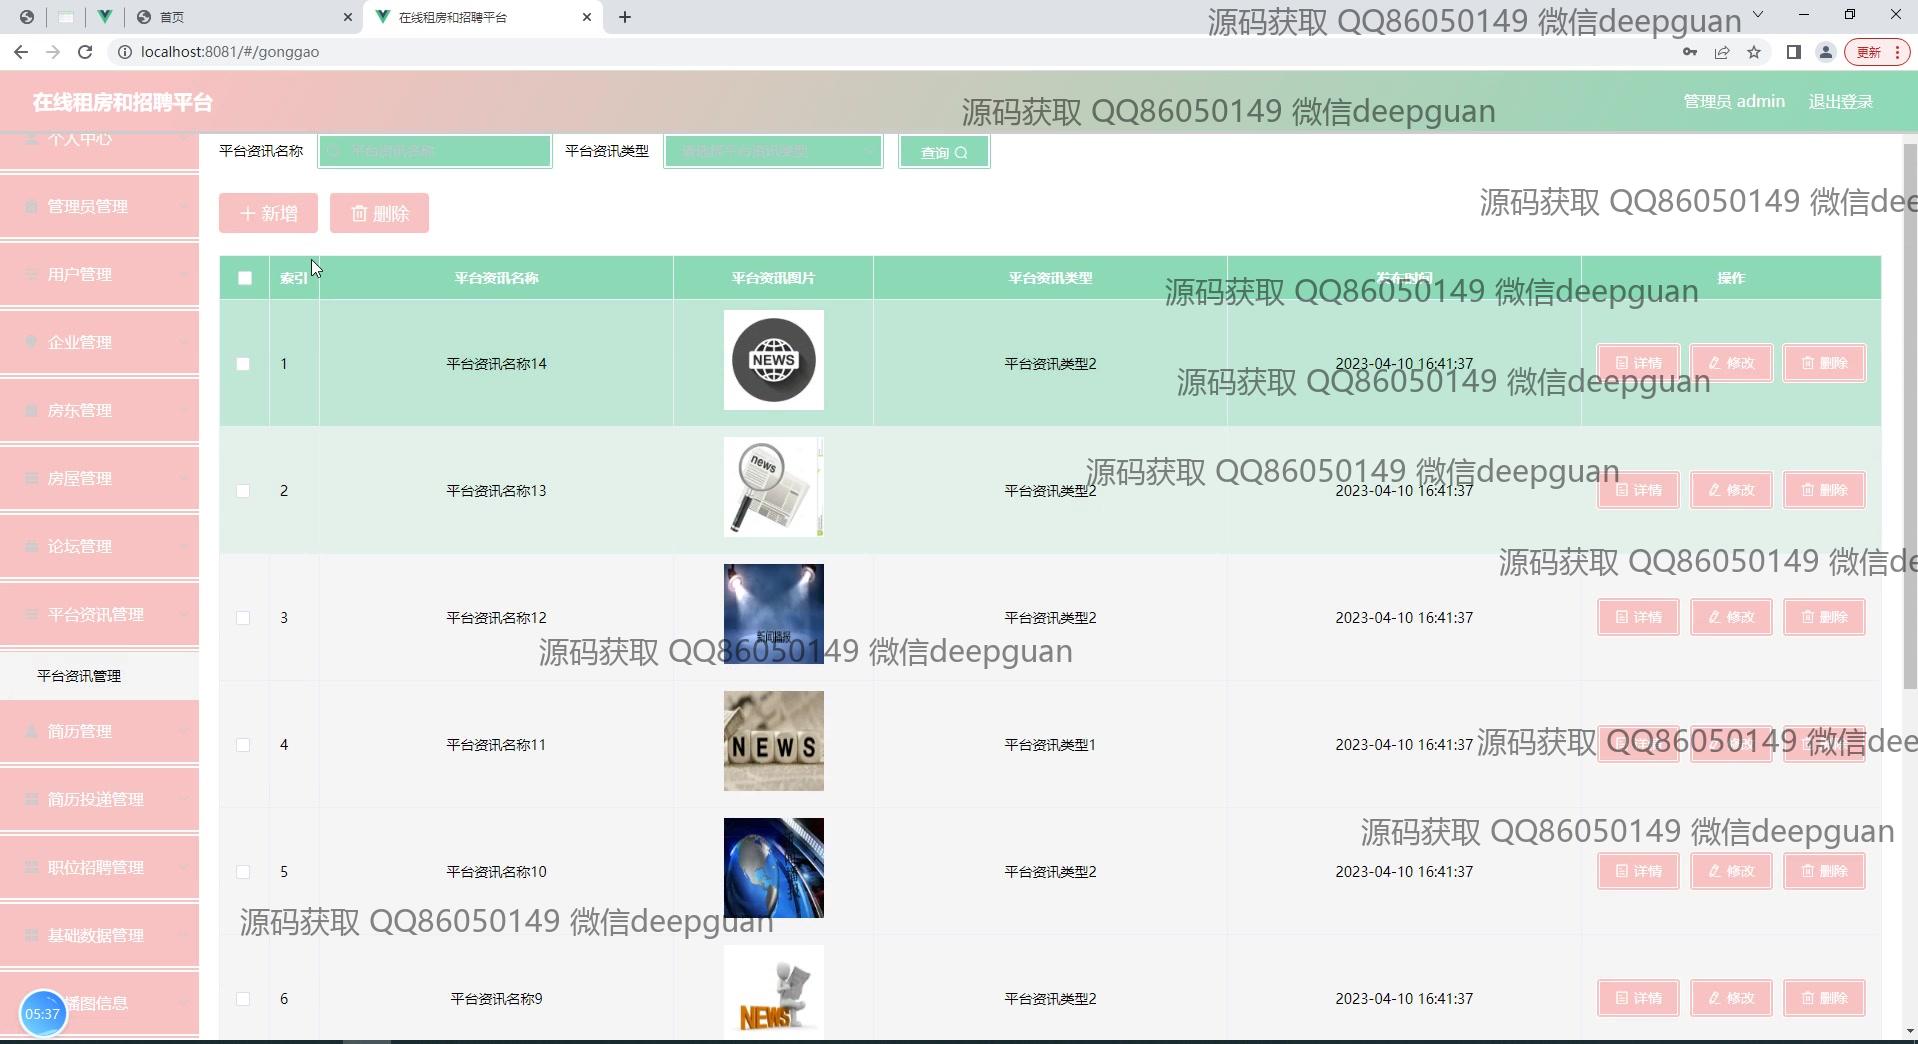 首页
在线租房和招聘平台
源码获取 QQ86050149 微信deepguan
localhost:8081/#/gonggao
更新
在线租房和招聘平台
源码获取 QQ86050149 微信deepguan
管理员 admin
退出登录
个人中心
平台资讯名称
平台资讯名称
平台资讯类型
请选择平台资讯类型
查询
管理员管理
新增
删除
源码获取 QQ86050149 微信dee
用户管理
索引
平台资讯名称
平台资讯图片
平台资讯类型
发布时间
操作
源码获取 QQ86050149 微信deepguan
企业管理
1
NEWS
平台资讯名称14
平台资讯类型2
2023-04-10 16:41:37
详情
修改
删除
源码获取 QQ86050149 微信deepguan
房东管理
房屋管理
2
平台资讯名称13
news
平台资讯类型2
2023-04-10 16:41:37
详情
修改
删除
源码获取 QQ86050149 微信deepguan
论坛管理
源码获取 QQ86050149 微信dee
平台资讯管理
3
平台资讯名称12
新闻播报
平台资讯类型2
2023-04-10 16:41:37
详情
修改
删除
源码获取 QQ86050149 微信deepguan
平台资讯管理
简历管理
4
平台资讯名称11
NEWS
平台资讯类型1
2023-04-10 16:41:37
详情
修改
删除
源码获取 QQ86050149 微信dee
简历投递管理
源码获取 QQ86050149 微信deepguan
职位招聘管理
5
平台资讯名称10
平台资讯类型2
2023-04-10 16:41:37
详情
修改
删除
基础数据管理
源码获取 QQ86050149 微信deepguan
播图信息
05:37
6
平台资讯名称9
NEWS
平台资讯类型2
2023-04-10 16:41:37
详情
修改
删除